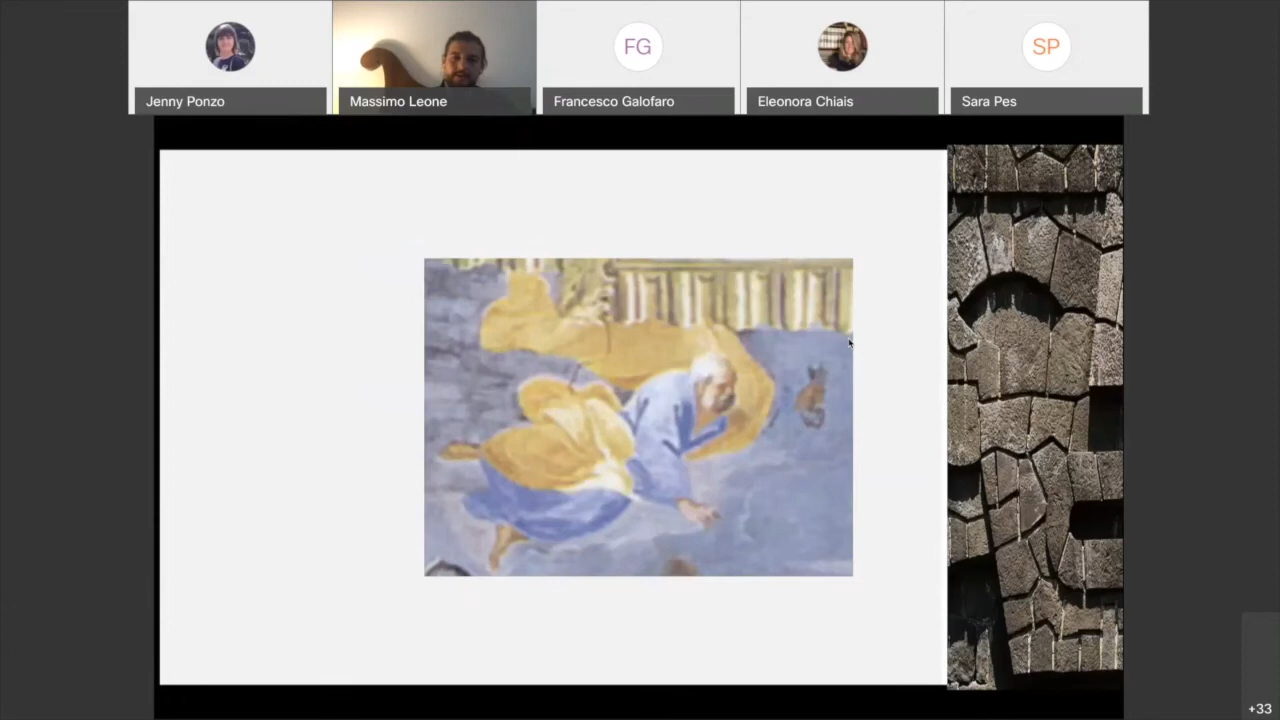 Jenny Ponzo
Massimo Leone
FG
Francesco Galofaro
Eleonora Chiais
SP
Sara Pes
+33